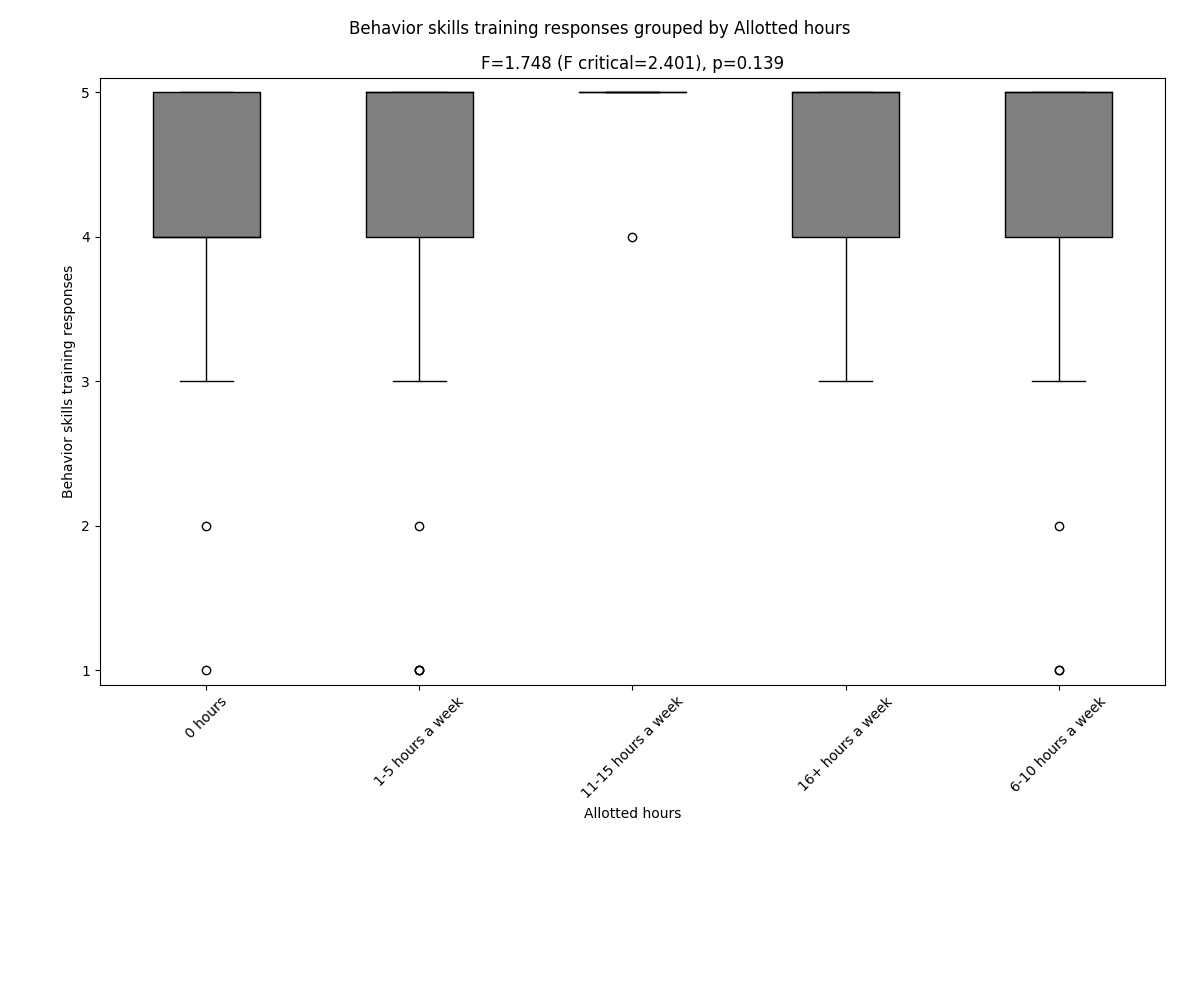 Behavior skills training responses grouped by Allotted hours
F=1.748 (F critical=2.401), p=0.139
Behavior skills training responses
5
4
3
2
1
0 hours
1-5 hours a week
11-15 hours a week
16+ hours a week
6-10 hours a week
Allotted hours